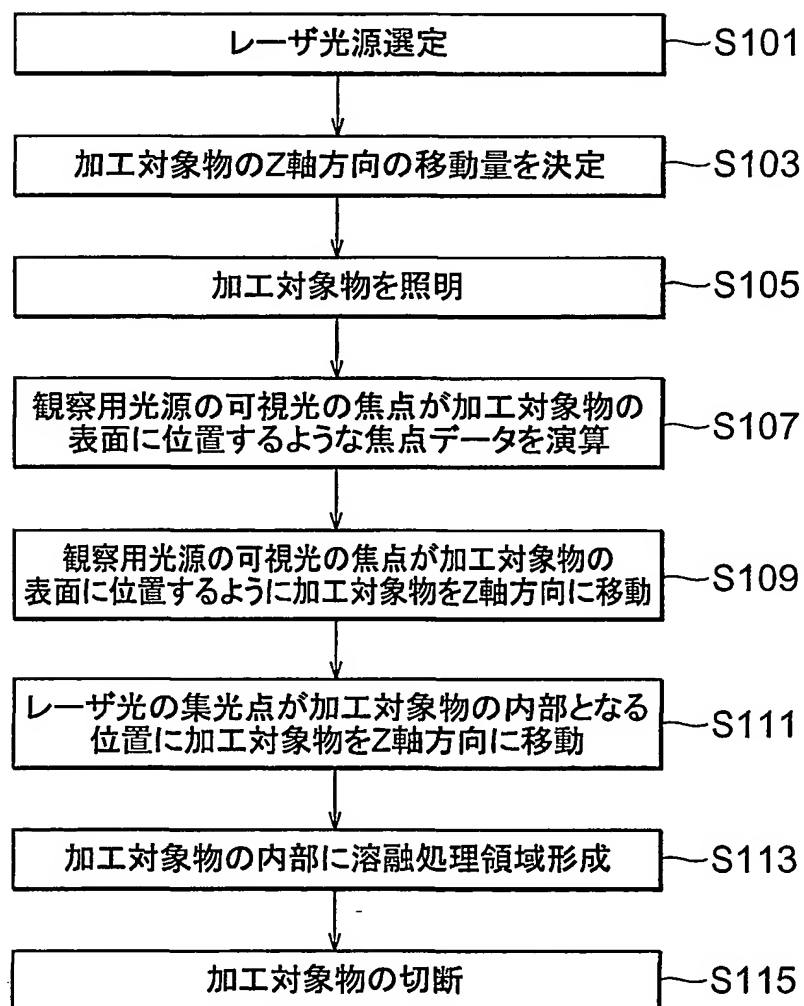 レーザ光源選定
S101
加工対象物のZ軸方向の移動量を決定
S103
加工対象物を照明
S105
観察用光源の可視光の焦点が加工対象物の
表面に位置するような焦点データを演算
S107
観察用光源の可視光の焦点が加工対象物の
表面に位置するように加工対象物をZ軸方向に移動
S109
レーザ光の集光点が加工対象物の内部となる
位置に加工対象物をZ軸方向に移動
S111
加工対象物の内部に溶融処理領域形成
S113
加工対象物の切断
S115